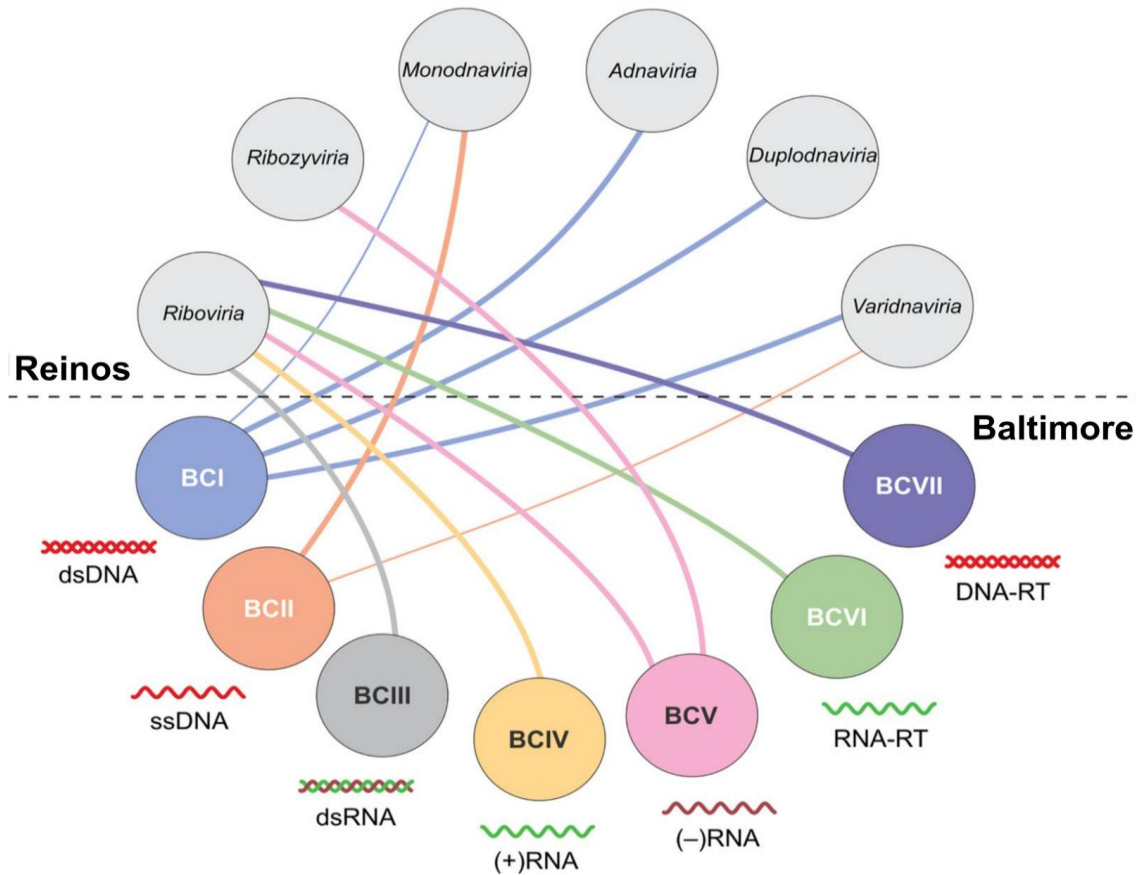 Monodnaviria
Adnaviria
Ribozyviria
Duplodnaviria
Riboviria
Varidnaviria
Reinos
Baltimore
BCI
BCVII
dsDNA
DNA-RT
BCII
BCVI
ssDNA
RNA-RT
BCIII
BCV
BCIV
dsRNA
(–)RNA
(+)RNA